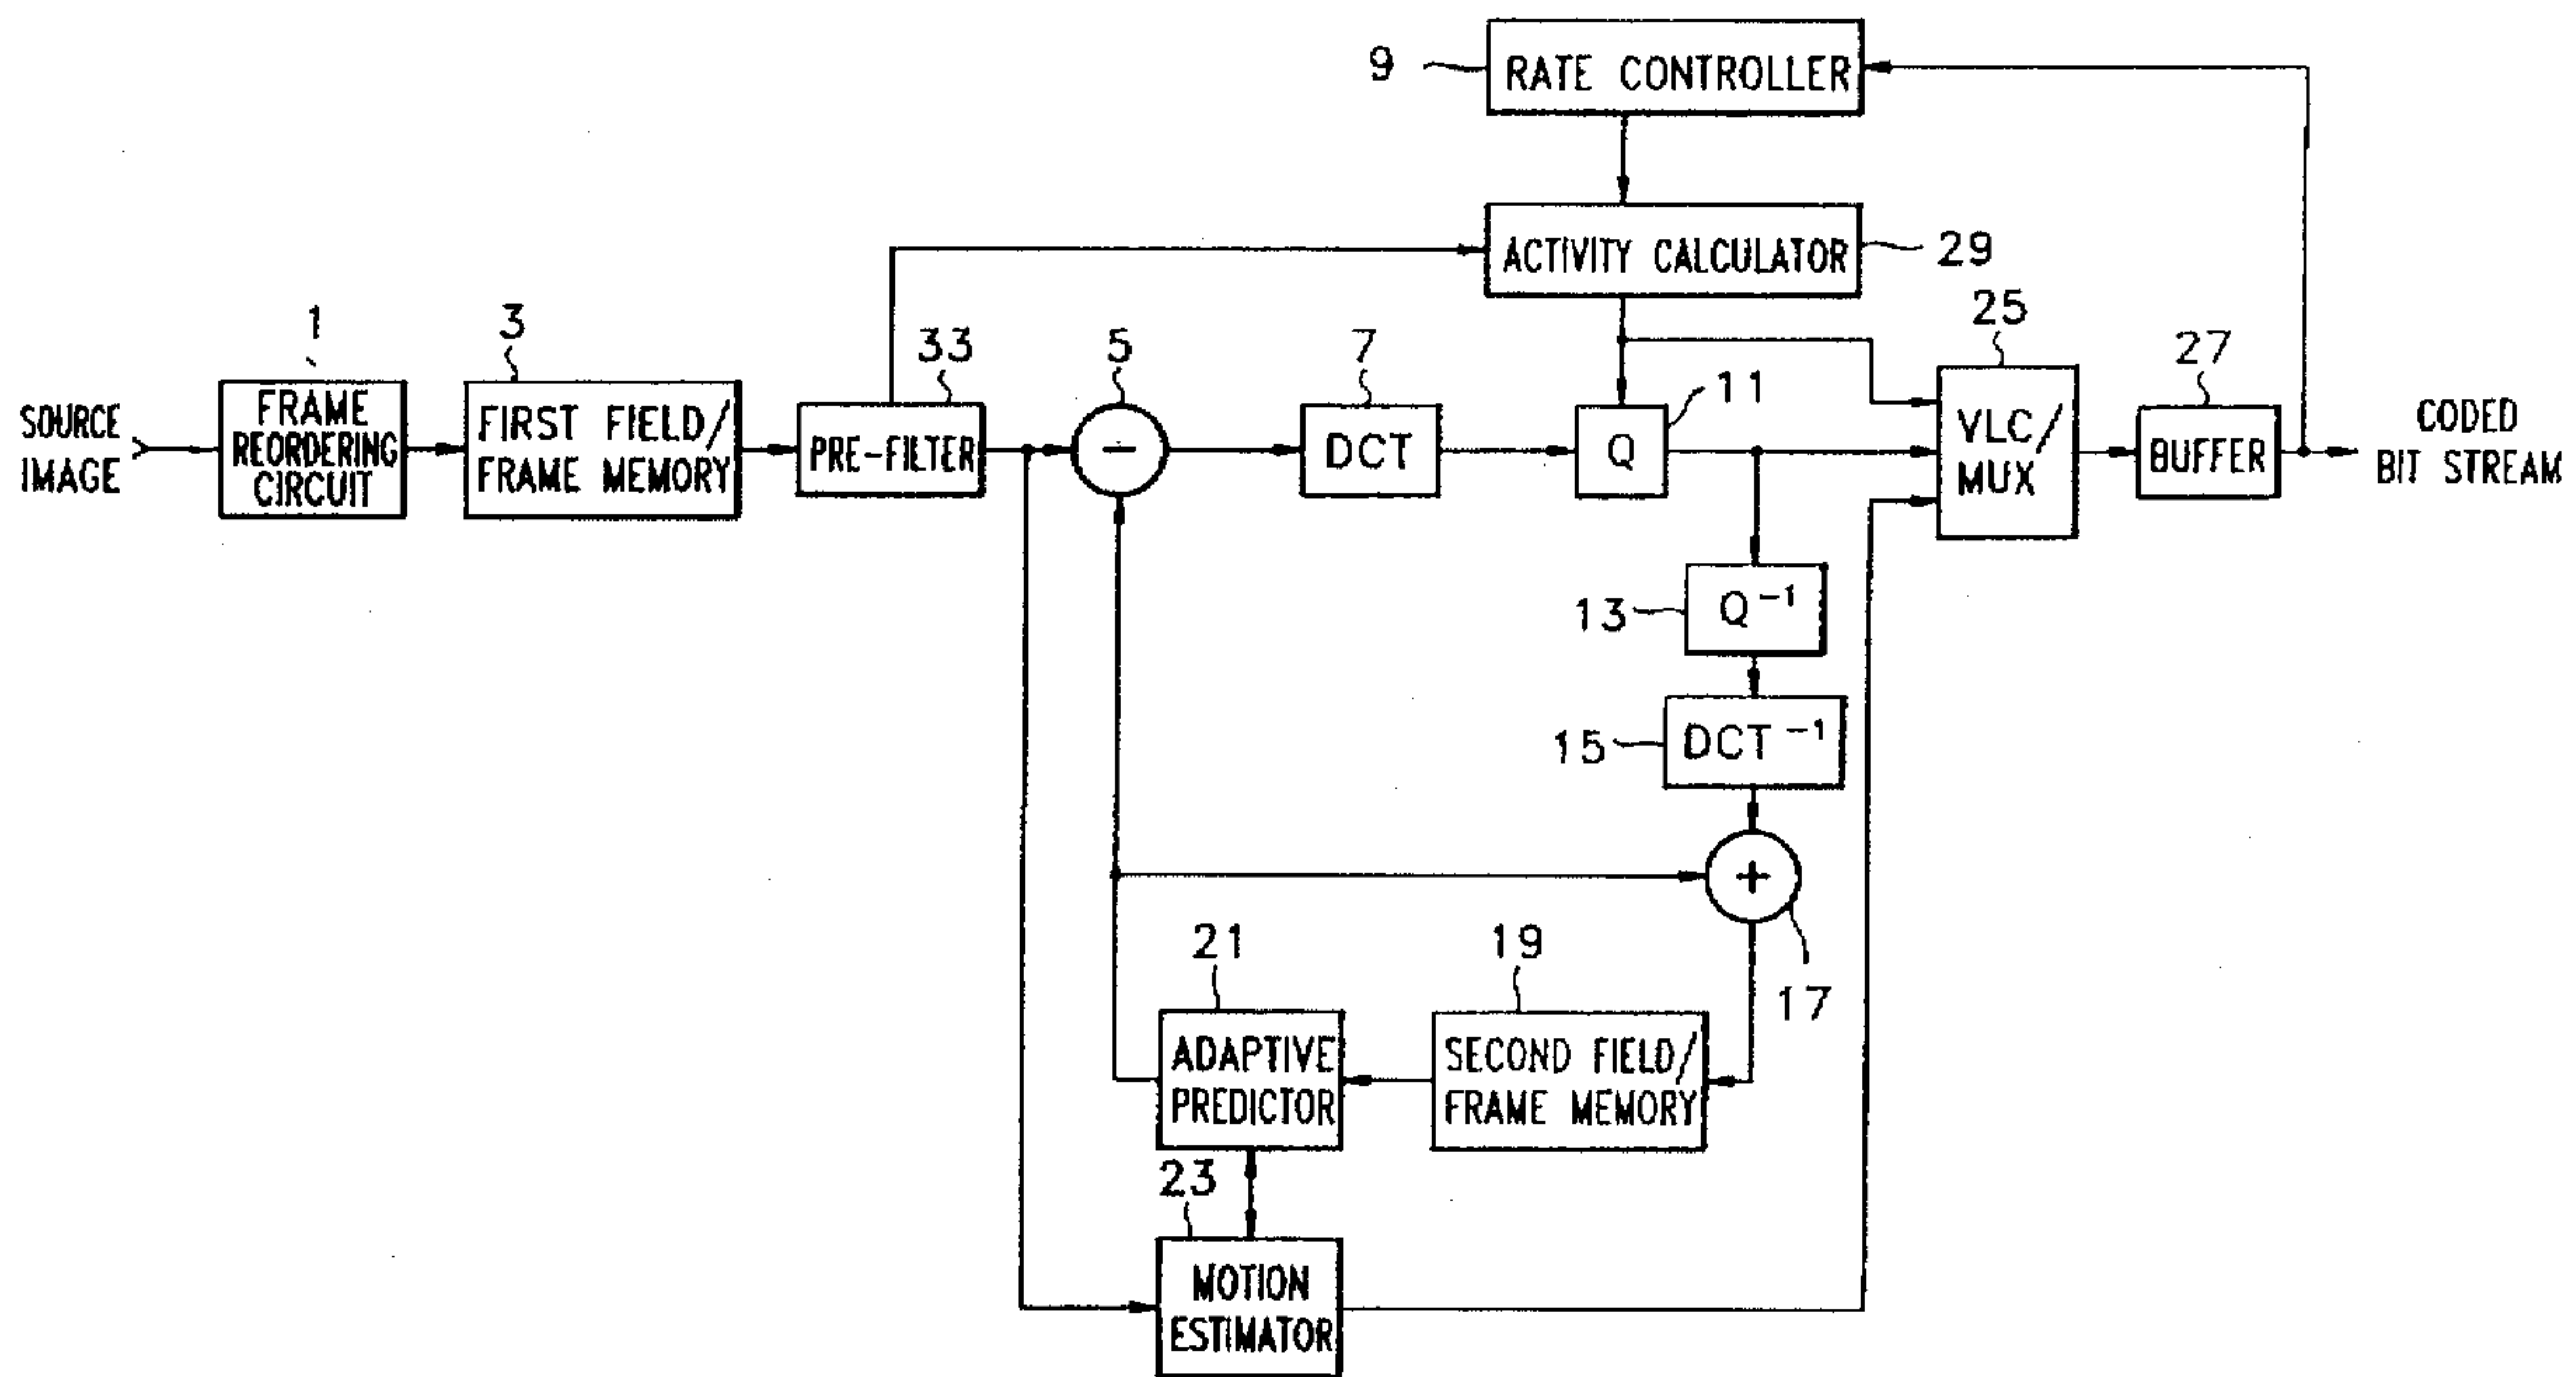 9
RATE CONTROLLER
ACTIVITY CALCULATOR
29
1
3
33
5
7
11
25
27
SOURCE
IMAGE
FRAME
REORDERING
CIRCUIT
FIRST FIELD/
FRAME MEMORY
PRE-FILTER
−
DCT
Q
VLC/
MUX
BUFFER
CODED
BIT STREAM
13
Q⁻¹
15
DCT⁻¹
+
17
21
19
ADAPTIVE
PREDICTOR
SECOND FIELD/
FRAME MEMORY
23
MOTION
ESTIMATOR